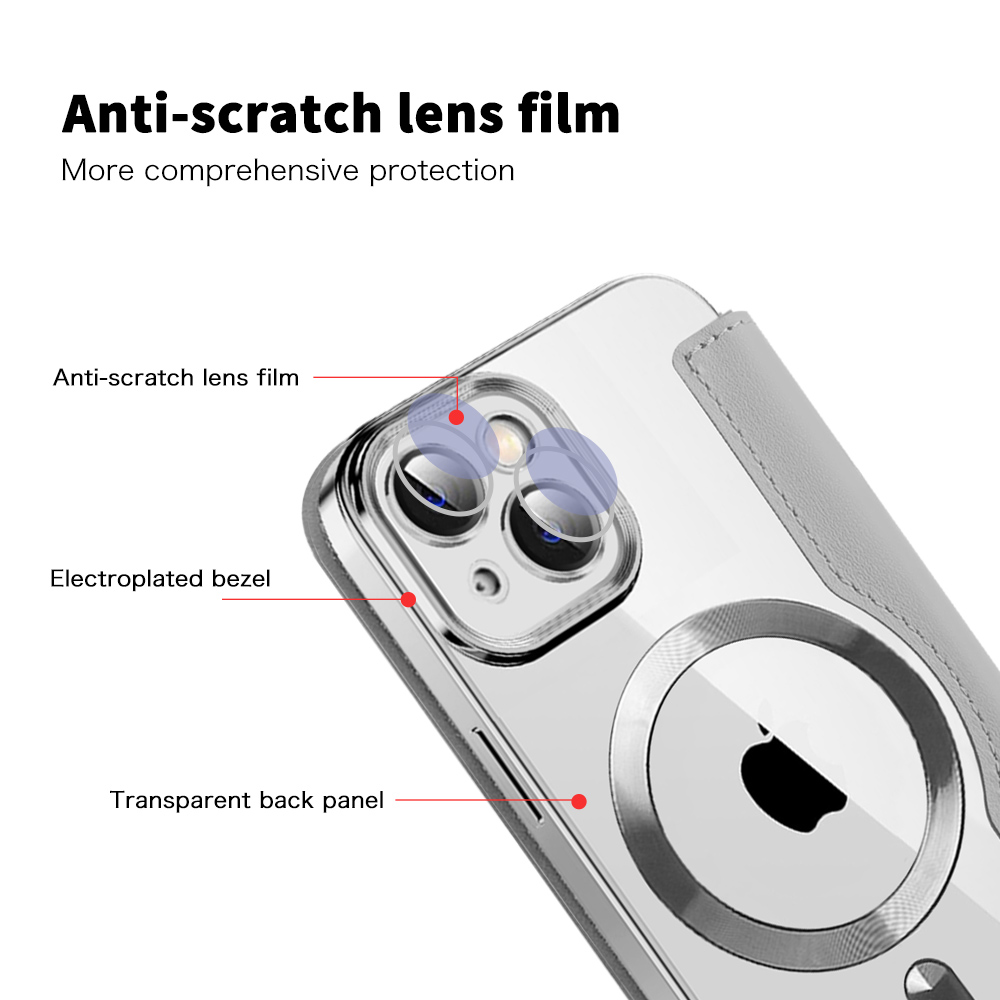 Anti-scratch lens film
More comprehensive protection
Anti-scratch lens film
Electroplated bezel
Transparent back panel